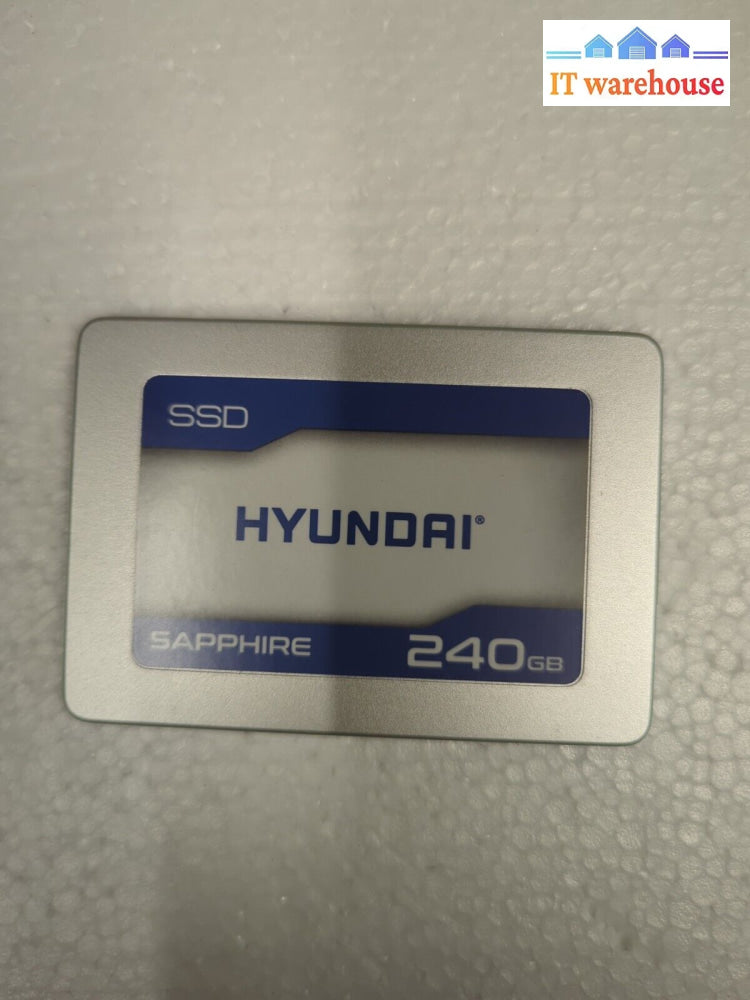 IT warehouse
SSD
HYUNDAI®
SAPPHIRE
240GB